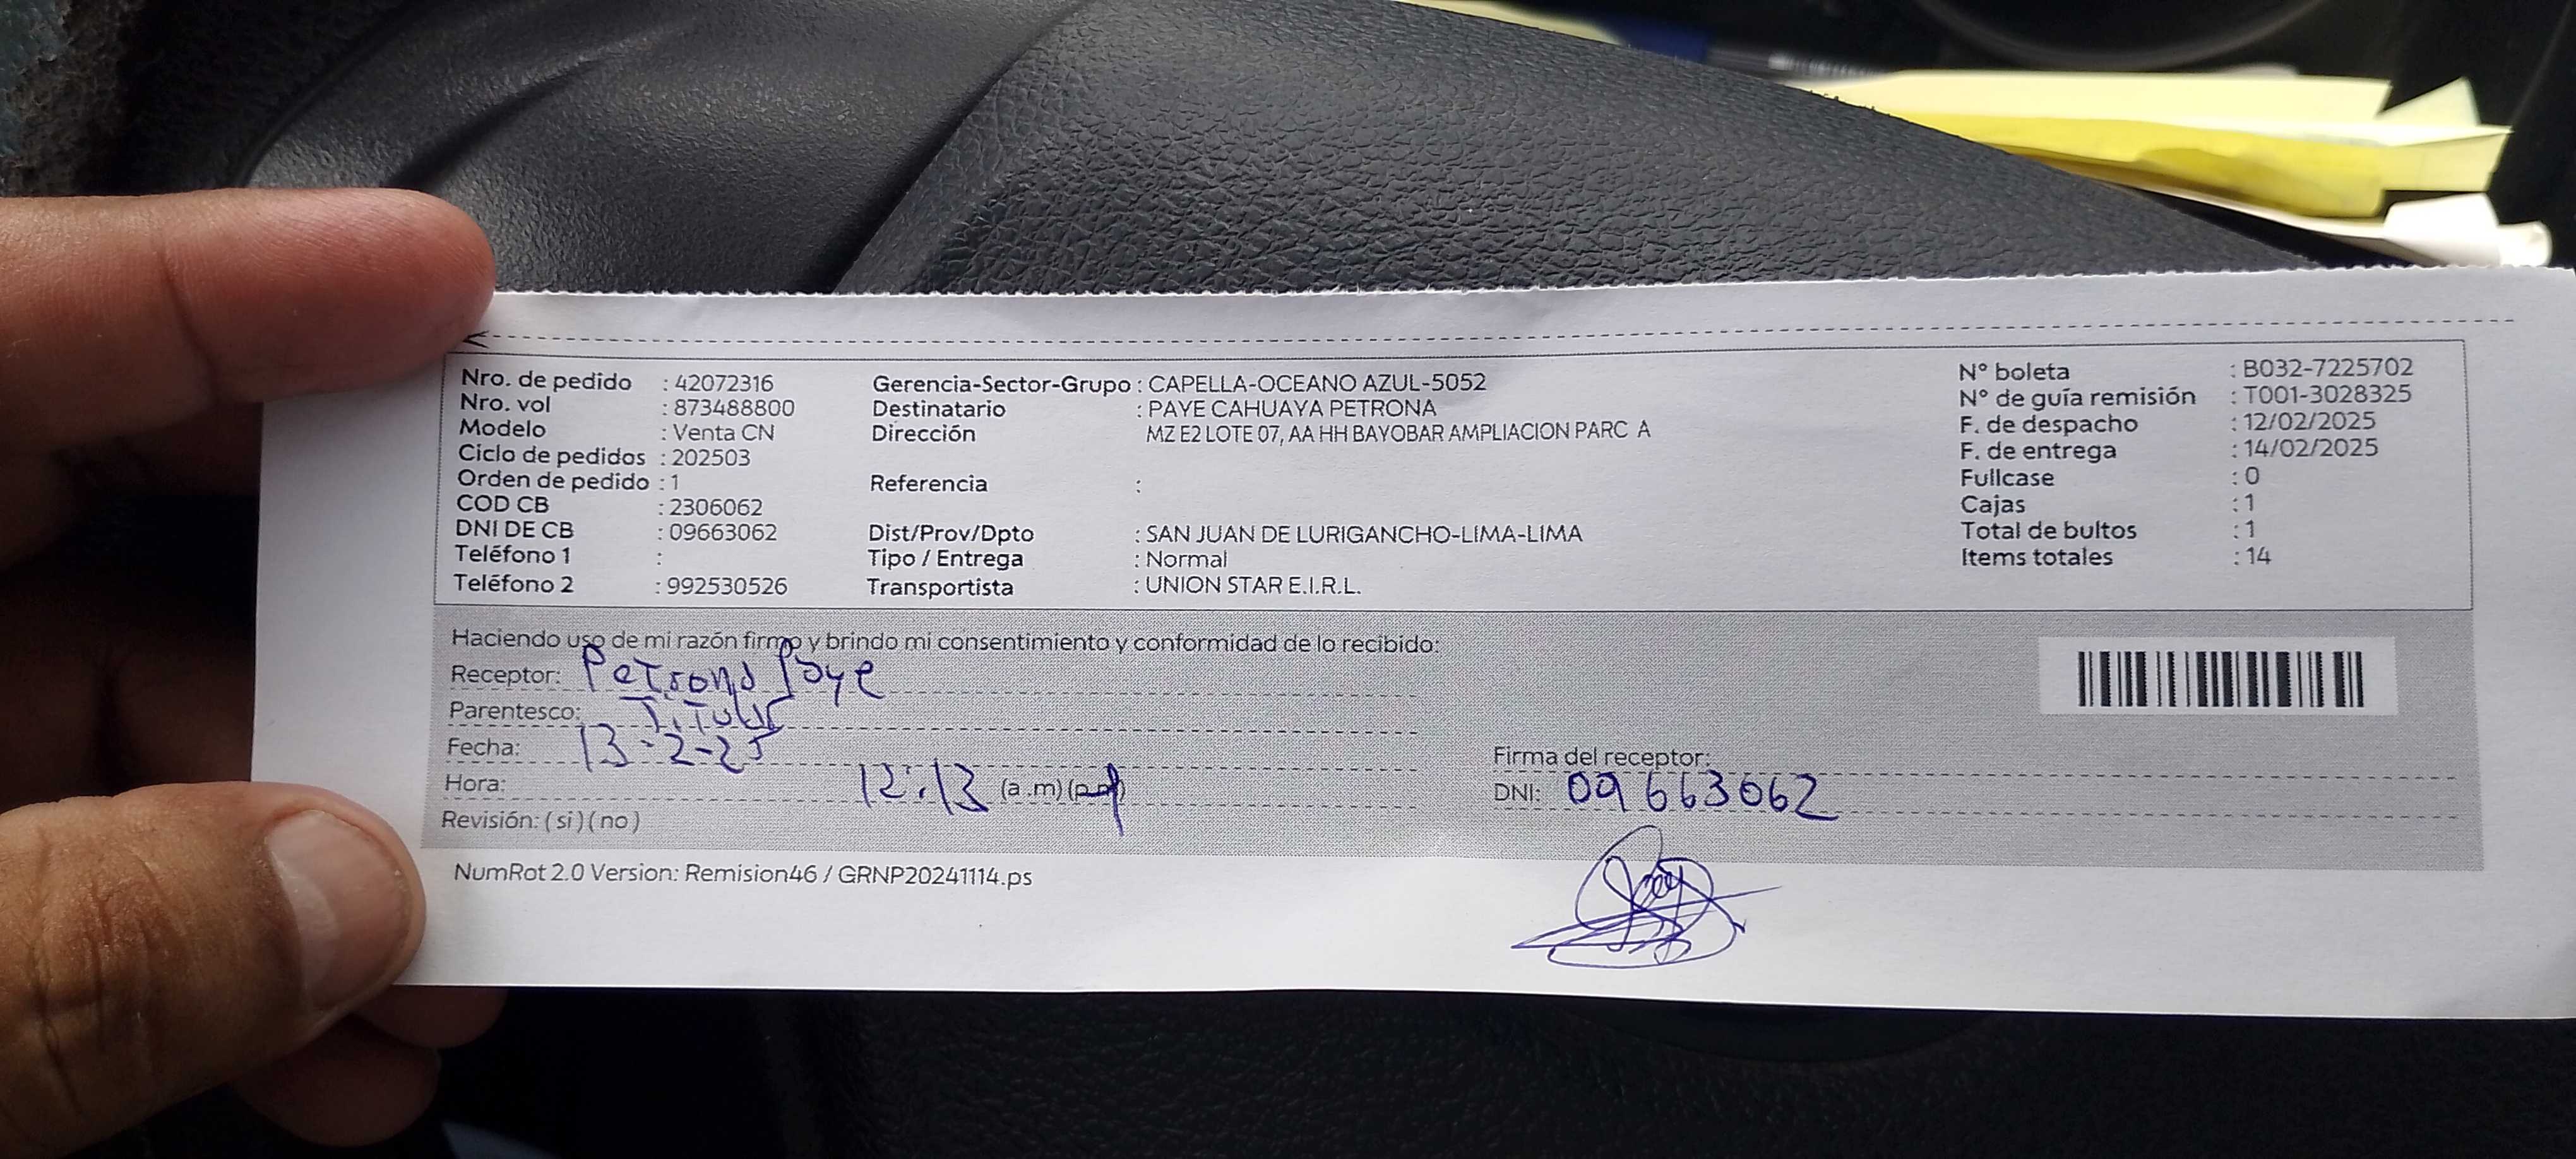 Nro. de pedido : 42072316
Nro. vol : 873488800
Modelo : Venta CN
Ciclo de pedidos : 202503
Orden de pedido : 1
COD CB : 2306062
DNI DE CB : 09663062
Teléfono 1 :
Teléfono 2 : 992530526
Gerencia-Sector-Grupo : CAPELLA-OCEANO AZUL-5052
Destinatario : PAYE CAHUAYA PETRONA
Dirección MZ E2 LOTE 07, AA HH BAYOBAR AMPLIACION PARC A
Referencia :
Dist/Prov/Dpto : SAN JUAN DE LURIGANCHO-LIMA-LIMA
Tipo / Entrega : Normal
Transportista : UNION STAR E.I.R.L.
N° boleta : B032-7225702
N° de guía remisión : T001-3028325
F. de despacho : 12/02/2025
F. de entrega : 14/02/2025
Fullcase : 0
Cajas : 1
Total de bultos : 1
Items totales : 14
Haciendo uso de mi razón firmo y brindo mi consentimiento y conformidad de lo recibido:
Receptor: Petrona Paye
Parentesco: Titular
Fecha: 13-2-25
Hora: 12:13 (a.m) (p.m)
Revisión: ( si ) ( no )
Firma del receptor:
DNI: 09663062
NumRot 2.0 Version: Remision46 / GRNP20241114.ps